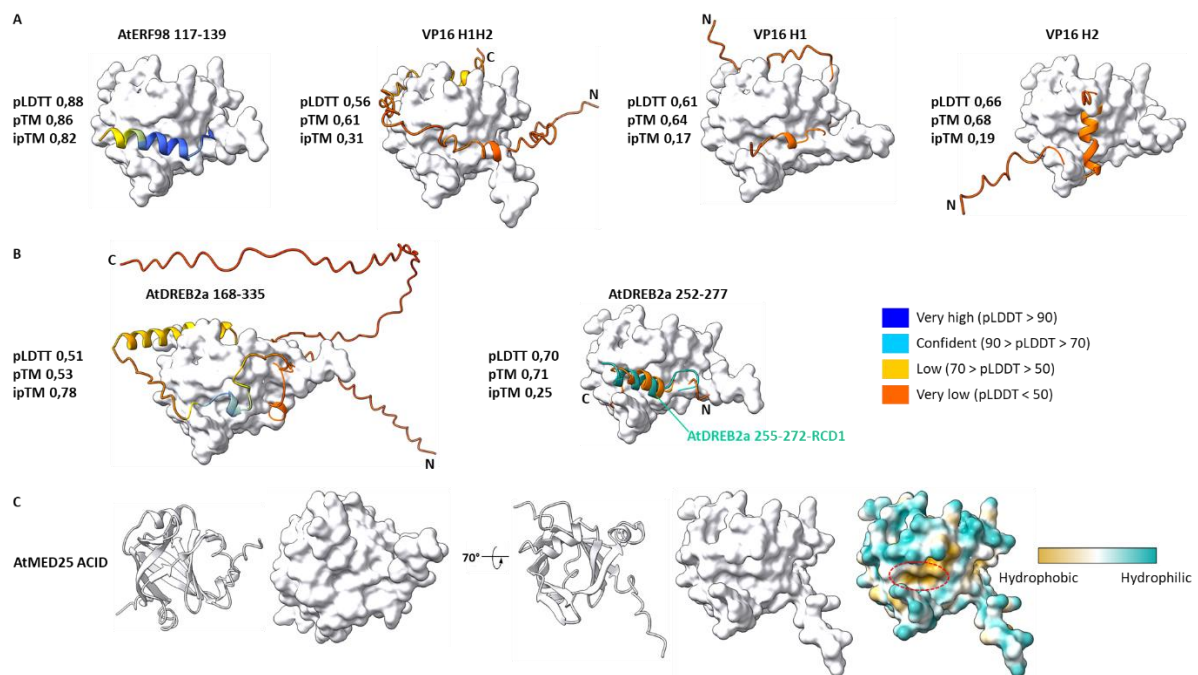 A
AtERF98 117-139
pLDTT 0,88
pTM 0,86
ipTM 0,82
VP16 H1H2
C
N
pLDTT 0,56
pTM 0,61
ipTM 0,31
VP16 H1
N
pLDTT 0,61
pTM 0,64
ipTM 0,17
VP16 H2
N
pLDTT 0,66
pTM 0,68
ipTM 0,19
B
C
AtDREB2a 168-335
N
pLDTT 0,51
pTM 0,53
ipTM 0,78
AtDREB2a 252-277
pLDTT 0,70
pTM 0,71
ipTM 0,25
C
N
AtDREB2a 255-272-RCD1
Very high (pLDDT > 90)
Confident (90 > pLDDT > 70)
Low (70 > pLDDT > 50)
Very low (pLDDT < 50)
C
AtMED25 ACID
70°
Hydrophobic
Hydrophilic